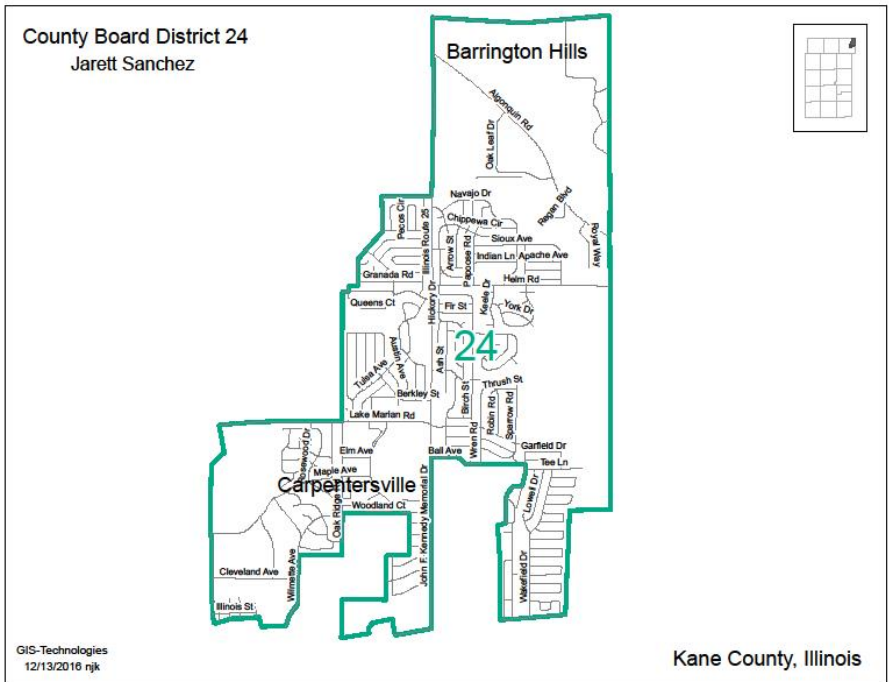 County Board District 24
Jarett Sanchez
Barrington Hills
Algonquin Rd
Oak Leaf Dr
Regan Blvd
Royal Way
Navajo Dr
Pecos Cir
Illinois Route 25
Chippewa Cir
Arrow St
Papoose Rd
Sioux Ave
Indian Ln
Apache Ave
Granada Rd
Helm Rd
Queens Ct
Hickory Dr
Fir St
Keele Dr
York Dr
24
Austin Ave
Ash St
Tulsa Ave
Berkley St
Birch St
Thrush St
Robin Rd
Sparrow Rd
Lake Marian Rd
Wren Rd
Rosewood Dr
Elm Ave
Ball Ave
Garfield Dr
Tee Ln
Maple Ave
Carpentersville
Lowell Dr
Oak Ridge
Woodland Ct
John F. Kennedy Memorial Dr
Wakefield Dr
Cleveland Ave
Wilmette Ave
Illinois St
GIS-Technologies
12/13/2016 njk
Kane County, Illinois